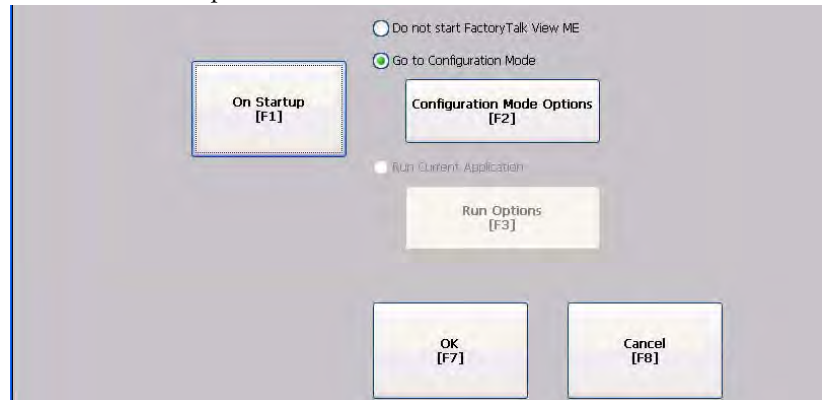 Do not start FactoryTalk View ME
Go to Configuration Mode
On Startup
[F1]
Configuration Mode Options
[F2]
Run Current Application
Run Options
[F3]
OK
[F7]
Cancel
[F8]